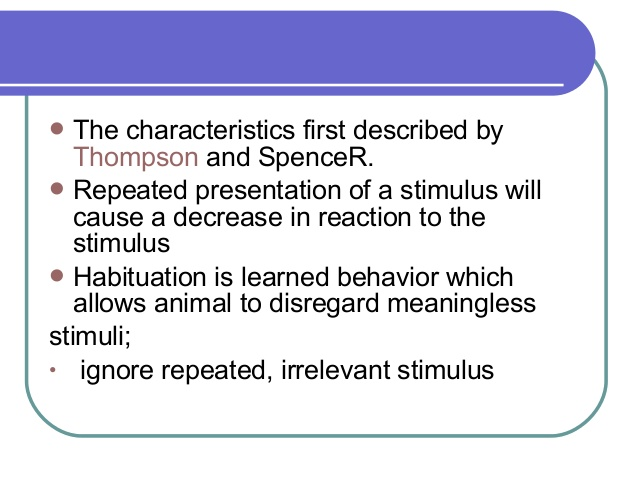 The characteristics first described by
Thompson and SpenceR.
Repeated presentation of a stimulus will
cause a decrease in reaction to the
stimulus
Habituation is learned behavior which
allows animal to disregard meaningless
stimuli;
ignore repeated, irrelevant stimulus